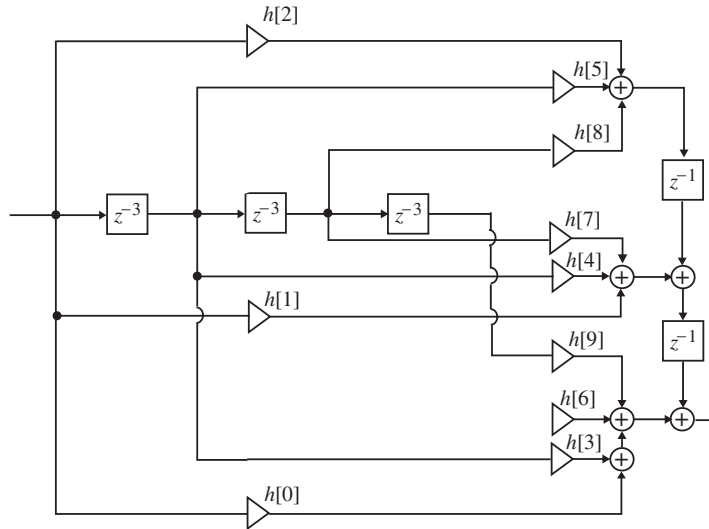 h[2]
h[5]
h[8]
z⁻¹
z⁻³
z⁻³
z⁻³
h[7]
h[4]
h[1]
z⁻¹
h[9]
h[6]
h[3]
h[0]